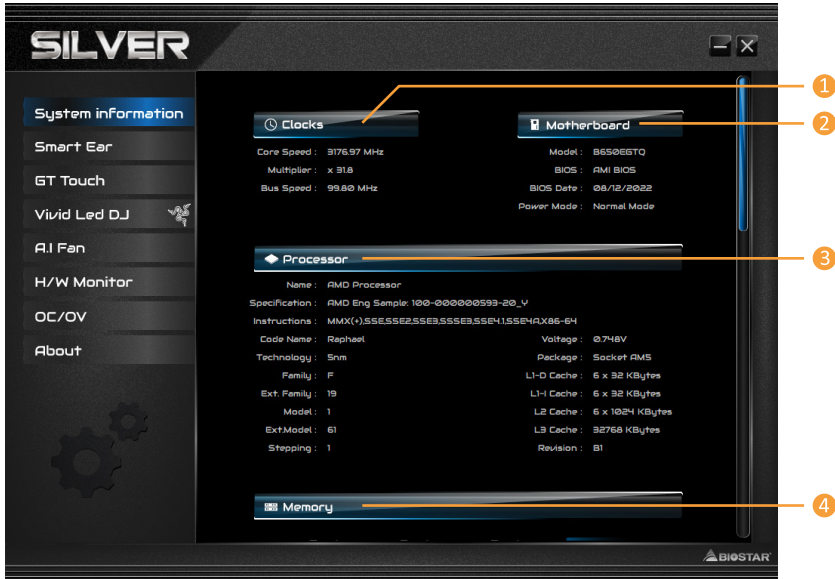 SILVER
1
2
3
4
System information
Smart Ear
GT Touch
Vivid Led DJ
A.I Fan
H/W Monitor
OC/OV
About
Clocks
Core Speed : 3176.97 MHz
Multiplier : x 31.8
Bus Speed : 99.80 MHz
Motherboard
Model : B650EGTQ
BIOS : AMI BIOS
BIOS Date : 08/12/2022
Power Mode : Normal Mode
Processor
Name : AMD Processor
Specification : AMD Eng Sample: 100-000000593-20_Y
Instructions : MMX(+),SSE,SSE2,SSE3,SSSE3,SSE4.1,SSE4A,X86-64
Code Name : Raphael
Technology : 5nm
Family : F
Ext. Family : 19
Model : 1
Ext.Model : 61
Stepping : 1
Voltage : 0.748V
Package : Socket AM5
L1-D Cache : 6 x 32 KBytes
L1-I Cache : 6 x 32 KBytes
L2 Cache : 6 x 1024 KBytes
L3 Cache : 32768 KBytes
Revision : B1
Memory
BIOSTAR